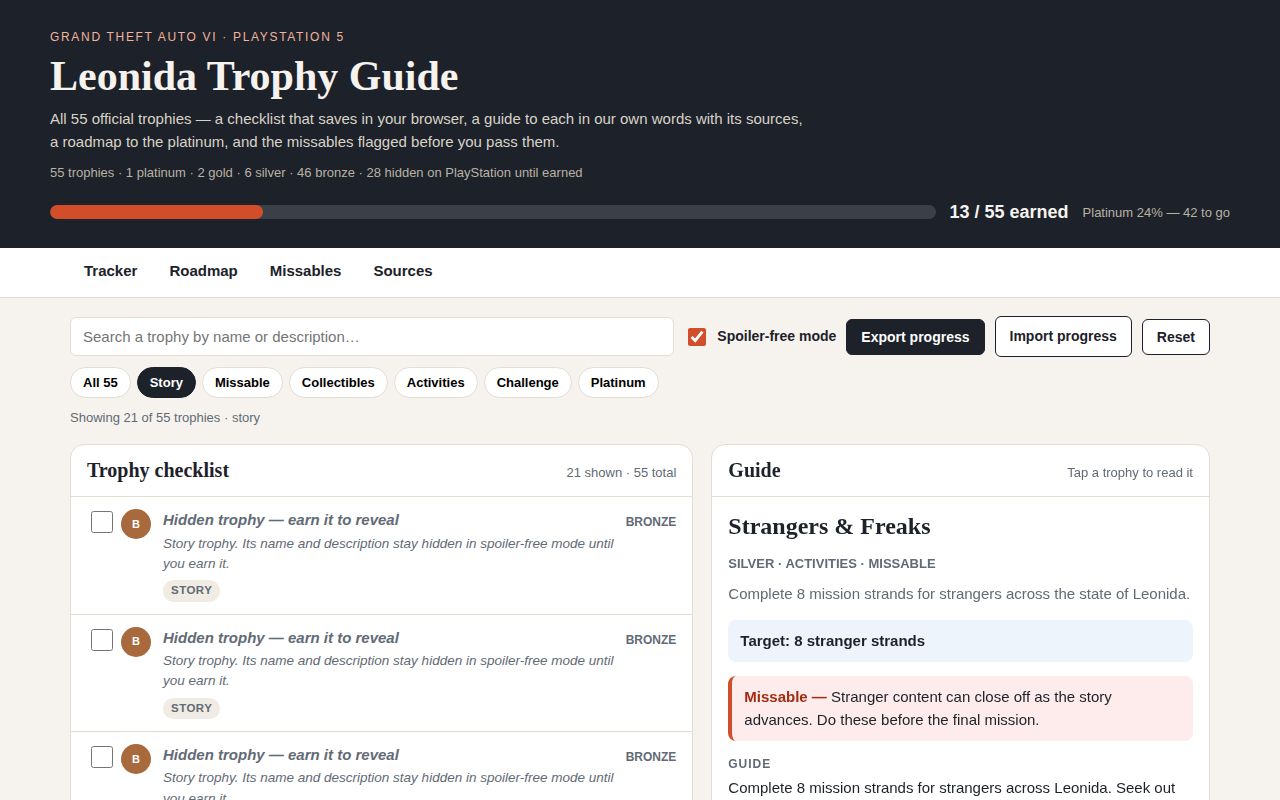 GRAND THEFT AUTO VI · PLAYSTATION 5
Leonida Trophy Guide
All 55 official trophies — a checklist that saves in your browser, a guide to each in our own words with its sources,
a roadmap to the platinum, and the missables flagged before you pass them.
55 trophies · 1 platinum · 2 gold · 6 silver · 46 bronze · 28 hidden on PlayStation until earned
13 / 55 earned
Platinum 24% — 42 to go
Tracker
Roadmap
Missables
Sources
Search a trophy by name or description…
Spoiler-free mode
Export progress
Import progress
Reset
All 55
Story
Missable
Collectibles
Activities
Challenge
Platinum
Showing 21 of 55 trophies · story
Trophy checklist
21 shown · 55 total
B
Hidden trophy — earn it to reveal
BRONZE
Story trophy. Its name and description stay hidden in spoiler-free mode until
you earn it.
STORY
B
Hidden trophy — earn it to reveal
BRONZE
Story trophy. Its name and description stay hidden in spoiler-free mode until
you earn it.
STORY
B
Hidden trophy — earn it to reveal
BRONZE
Story trophy. Its name and description stay hidden in spoiler-free mode until
you earn it.
Guide
Tap a trophy to read it
Strangers & Freaks
SILVER · ACTIVITIES · MISSABLE
Complete 8 mission strands for strangers across the state of Leonida.
Target: 8 stranger strands
Missable — Stranger content can close off as the story
advances. Do these before the final mission.
GUIDE
Complete 8 mission strands for strangers across Leonida. Seek out